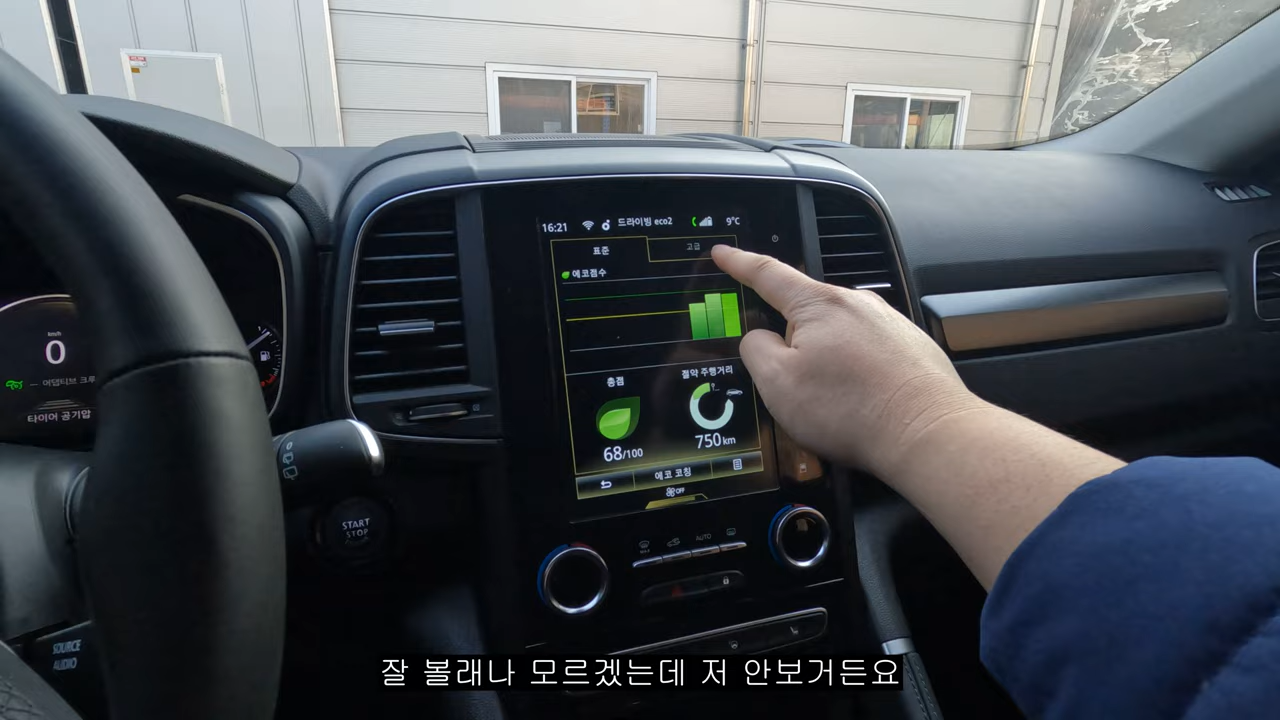 16:21 드라이빙 eco2 9°C
표준 고급
에코점수
총점 절약 주행거리
68/100 750km
에코 코칭
OFF
km/h
0
어댑티브 크루
타이어 공기압
START
STOP
AUTO
MAX
SOURCE
AUDIO
잘 볼래나 모르겠는데 저 안보거든요